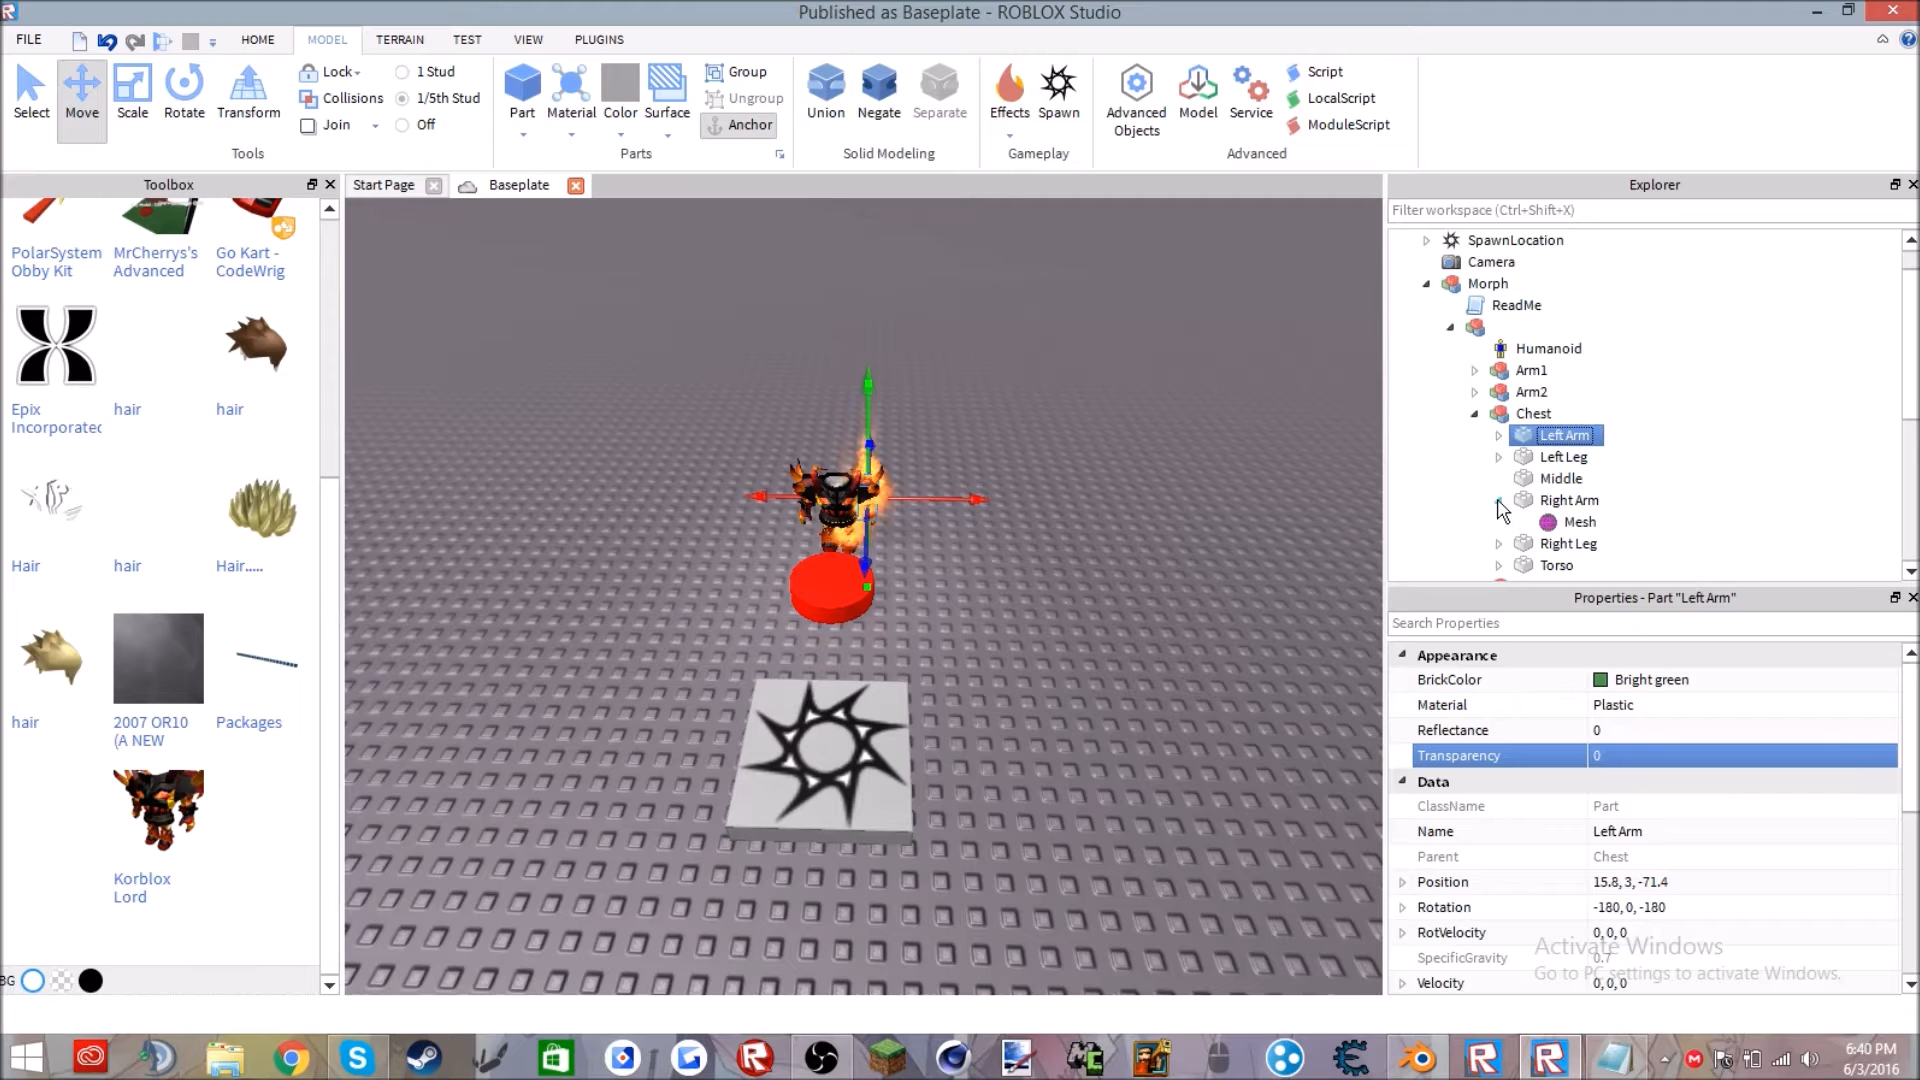 Published as Baseplate - ROBLOX Studio
FILE HOME MODEL TERRAIN TEST VIEW PLUGINS
Select Move Scale Rotate Transform
Lock
Collisions
Join
1 Stud
1/5th Stud
Off
Tools
Part Material Color Surface
Group
Ungroup
Anchor
Parts
Union Negate Separate
Solid Modeling
Effects Spawn
Gameplay
Advanced
Objects
Model Service
Script
LocalScript
ModuleScript
Advanced
Toolbox
PolarSystem
Obby Kit
MrCherrys's
Advanced
Go Kart -
CodeWrig
Epix
Incorporated
hair
hair
Hair
hair
Hair.....
hair
2007 OR10
(A NEW
Packages
Korblox
Lord
BG
Start Page
Baseplate
Explorer
Filter workspace (Ctrl+Shift+X)
SpawnLocation
Camera
Morph
ReadMe
Humanoid
Arm1
Arm2
Chest
Left Arm
Left Leg
Middle
Right Arm
Mesh
Right Leg
Torso
Properties - Part "Left Arm"
Search Properties
Appearance
BrickColor Bright green
Material Plastic
Reflectance 0
Transparency 0
Data
ClassName Part
Name Left Arm
Parent Chest
Position 15.8, 3, -71.4
Rotation -180, 0, -180
RotVelocity 0, 0, 0
SpecificGravity 0.7
Velocity 0, 0, 0
Activate Windows
Go to PC settings to activate Windows.
6:40 PM
6/3/2016